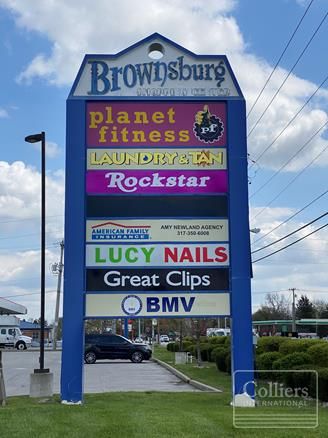 Brownsburg
planet
fitness
pf
LAUNDRY & TAN
Rockstar
AMERICAN FAMILY
INSURANCE
AMY NEWLAND AGENCY
317-350-6008
LUCY NAILS
Great Clips
BMV
Colliers
INTERNATIONAL